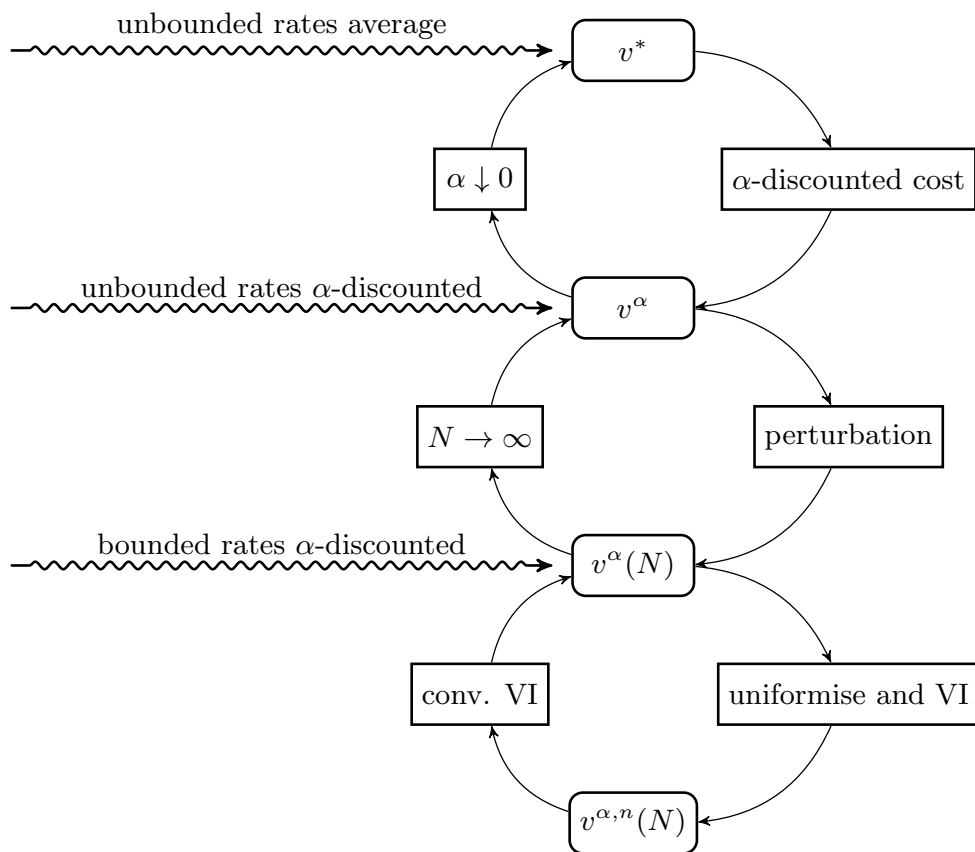 unbounded rates average
v*
α ↓ 0
α-discounted cost
unbounded rates α-discounted
v^α
N → ∞
perturbation
bounded rates α-discounted
v^α(N)
conv. VI
uniformise and VI
v^{α,n}(N)